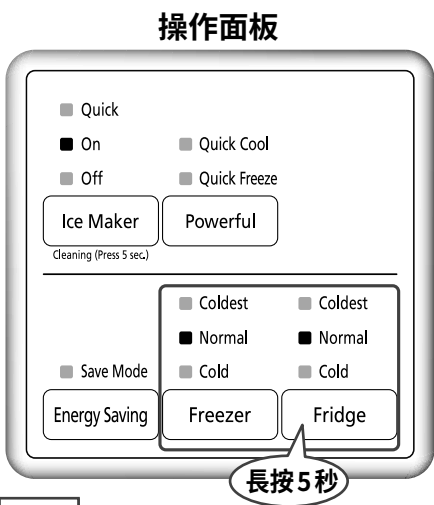 操作面板
Quick
On
Quick Cool
Off
Quick Freeze
Ice Maker
Powerful
Cleaning (Press 5 sec.)
Coldest
Coldest
Normal
Normal
Save Mode
Cold
Cold
Energy Saving
Freezer
Fridge
長按5秒